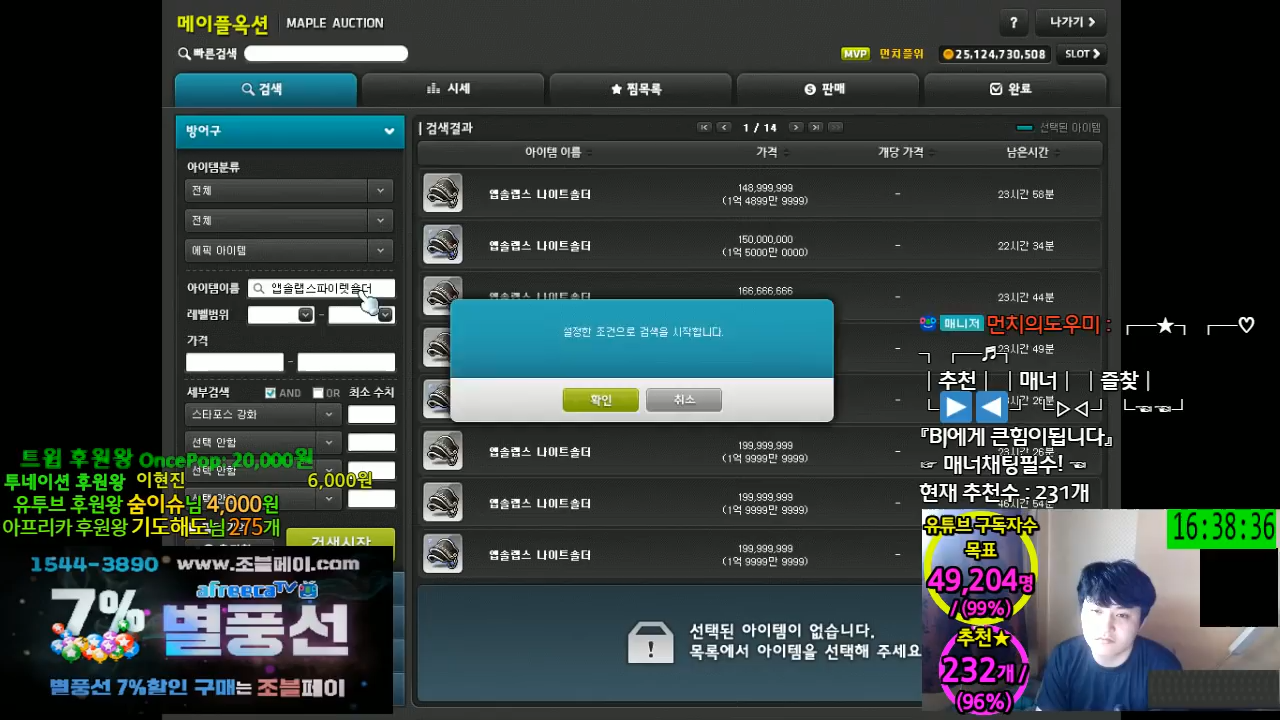 메이플옥션 MAPLE AUCTION
? 나가기
빠른검색
MVP 먼치플위 25,124,730,508 SLOT
검색 시세 찜목록 판매 완료
방어구
아이템분류
전체
전체
에픽 아이템
아이템이름 앱솔랩스파이렛숄더
레벨범위 -
가격
-
세부검색 AND OR 최소 수치
스타포스 강화
선택 안함
선택 안함
검색결과 1 / 14 선택된 아이템
아이템 이름 가격 개당 가격 남은시간
앱솔랩스 나이트숄더 148,999,999 - 23시간 58분
(1억 4899만 9999)
앱솔랩스 나이트숄더 150,000,000 - 22시간 34분
(1억 5000만 0000)
앱솔랩스 나이트숄더 166,666,666 - 23시간 44분
설정한 조건으로 검색을 시작합니다.
확인 취소
앱솔랩스 나이트숄더 199,999,999 -
(1억 9999만 9999)
앱솔랩스 나이트숄더 199,999,999 -
(1억 9999만 9999)
앱솔랩스 나이트숄더 199,999,999 -
(1억 9999만 9999)
선택된 아이템이 없습니다.
목록에서 아이템을 선택해 주세요
매니저 먼치의도우미 : ┌─★┐ ┌─♡
┐ ┌─♬┐
│추천│ │매너│ │즐찾│
『BJ에게 큰힘이됩니다』
☞ 매너채팅필수! ☜
현재 추천수 : 231개
트윕 후원왕 OncePop: 20,000원
투네이션 후원왕 이현진 6,000원
유투브 후원왕 숨이슈님 4,000원
아프리카 후원왕 기도해도님 275개
검색시작
1544-3890 www.조블페이.com
afreecaTV
7% 별풍선
별풍선 7%할인 구매는 조블페이
16:38:36
유튜브 구독자수
목표
49,204명
/ (99%)
추천★
232개 /
(96%)